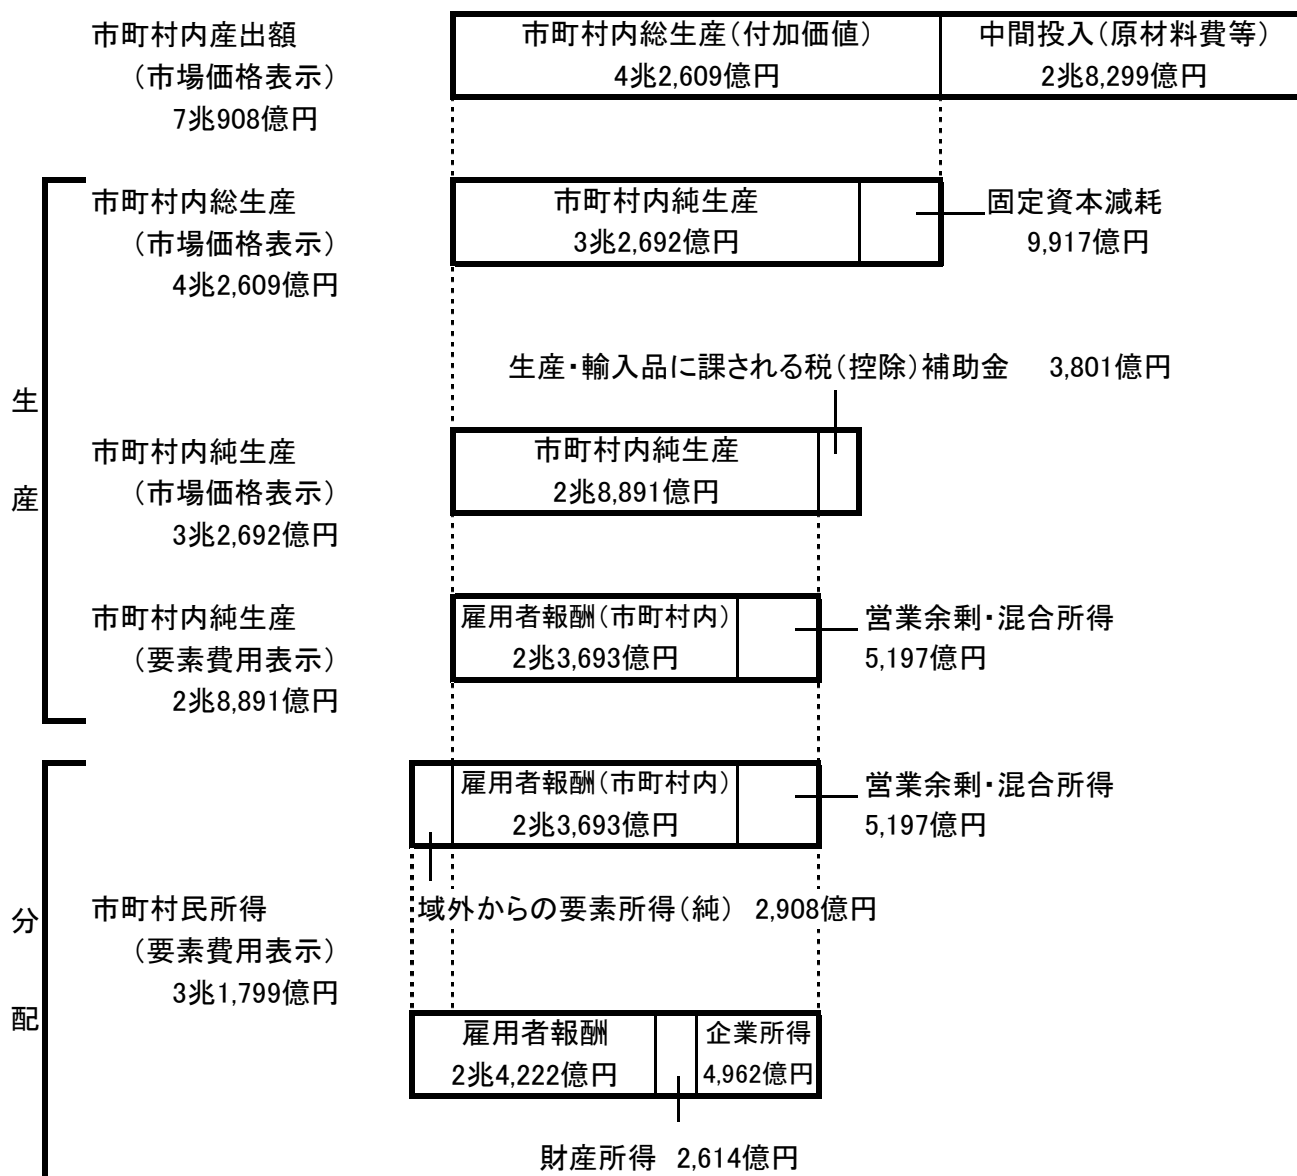 市町村内産出額
（市場価格表示）
7兆908億円
市町村内総生産（付加価値）
4兆2,609億円
中間投入（原材料費等）
2兆8,299億円
生
産
市町村内総生産
（市場価格表示）
4兆2,609億円
市町村内純生産
3兆2,692億円
固定資本減耗
9,917億円
生産・輸入品に課される税（控除）補助金　3,801億円
市町村内純生産
（市場価格表示）
3兆2,692億円
市町村内純生産
2兆8,891億円
市町村内純生産
（要素費用表示）
2兆8,891億円
雇用者報酬（市町村内）
2兆3,693億円
営業余剰・混合所得
5,197億円
分
配
雇用者報酬（市町村内）
2兆3,693億円
営業余剰・混合所得
5,197億円
市町村民所得
（要素費用表示）
3兆1,799億円
域外からの要素所得（純）　2,908億円
雇用者報酬
2兆4,222億円
企業所得
4,962億円
財産所得　2,614億円